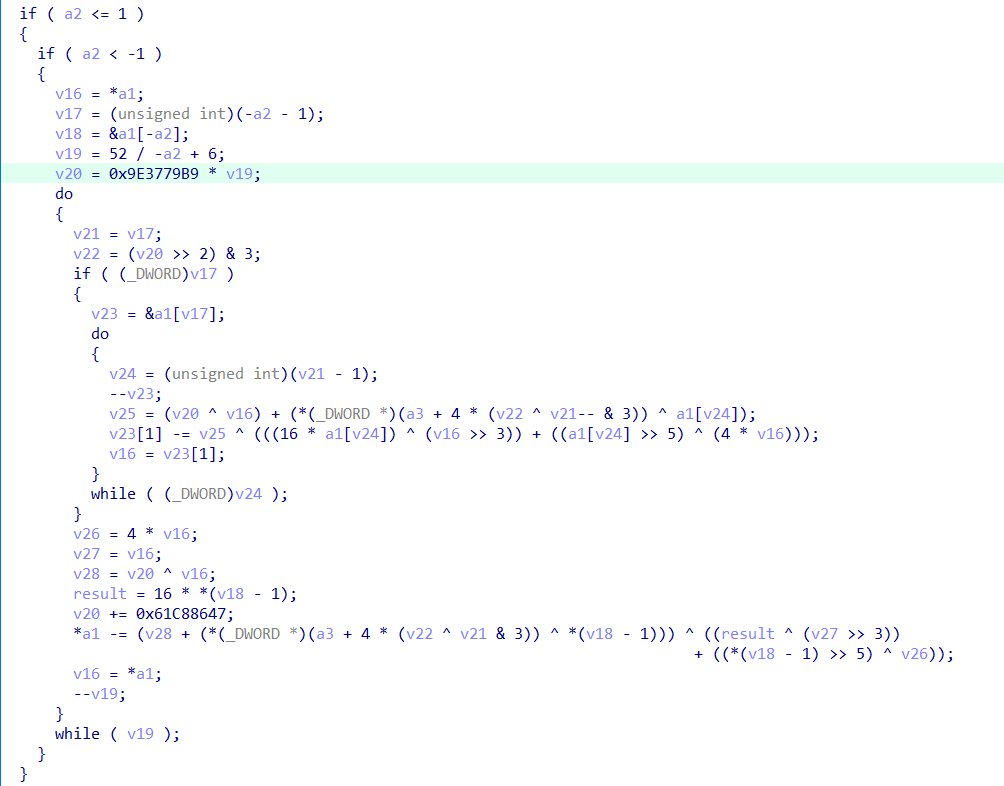 if ( a2 <= 1 )
{
if ( a2 < -1 )
{
v16 = *a1;
v17 = (unsigned int)(-a2 - 1);
v18 = &a1[-a2];
v19 = 52 / -a2 + 6;
v20 = 0x9E3779B9 * v19;
do
{
v21 = v17;
v22 = (v20 >> 2) & 3;
if ( (_DWORD)v17 )
{
v23 = &a1[v17];
do
{
v24 = (unsigned int)(v21 - 1);
--v23;
v25 = (v20 ^ v16) + (*(_DWORD *)(a3 + 4 * (v22 ^ v21-- & 3)) ^ a1[v24]);
v23[1] -= v25 ^ (((16 * a1[v24]) ^ (v16 >> 3)) + ((a1[v24] >> 5) ^ (4 * v16)));
v16 = v23[1];
}
while ( (_DWORD)v24 );
}
v26 = 4 * v16;
v27 = v16;
v28 = v20 ^ v16;
result = 16 * *(v18 - 1);
v20 += 0x61C88647;
*a1 -= (v28 + (*(_DWORD *)(a3 + 4 * (v22 ^ v21 & 3)) ^ *(v18 - 1))) ^ ((result ^ (v27 >> 3))
+ ((*(v18 - 1) >> 5) ^ v26));
v16 = *a1;
--v19;
}
while ( v19 );
}
}